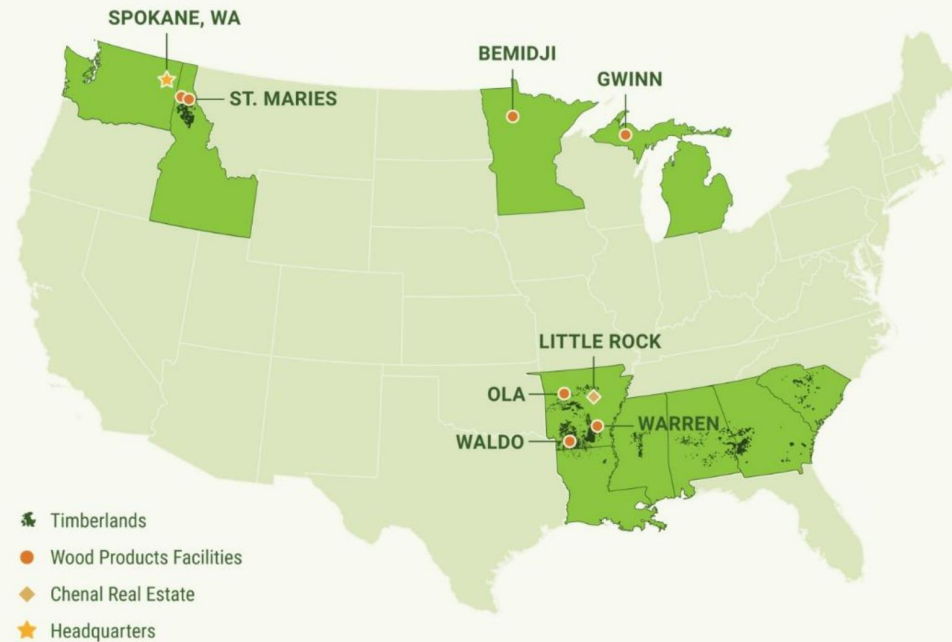 SPOKANE, WA
BEMIDJI
GWINN
ST. MARIES
LITTLE ROCK
OLA
WARREN
WALDO
Timberlands
Wood Products Facilities
Chenal Real Estate
Headquarters